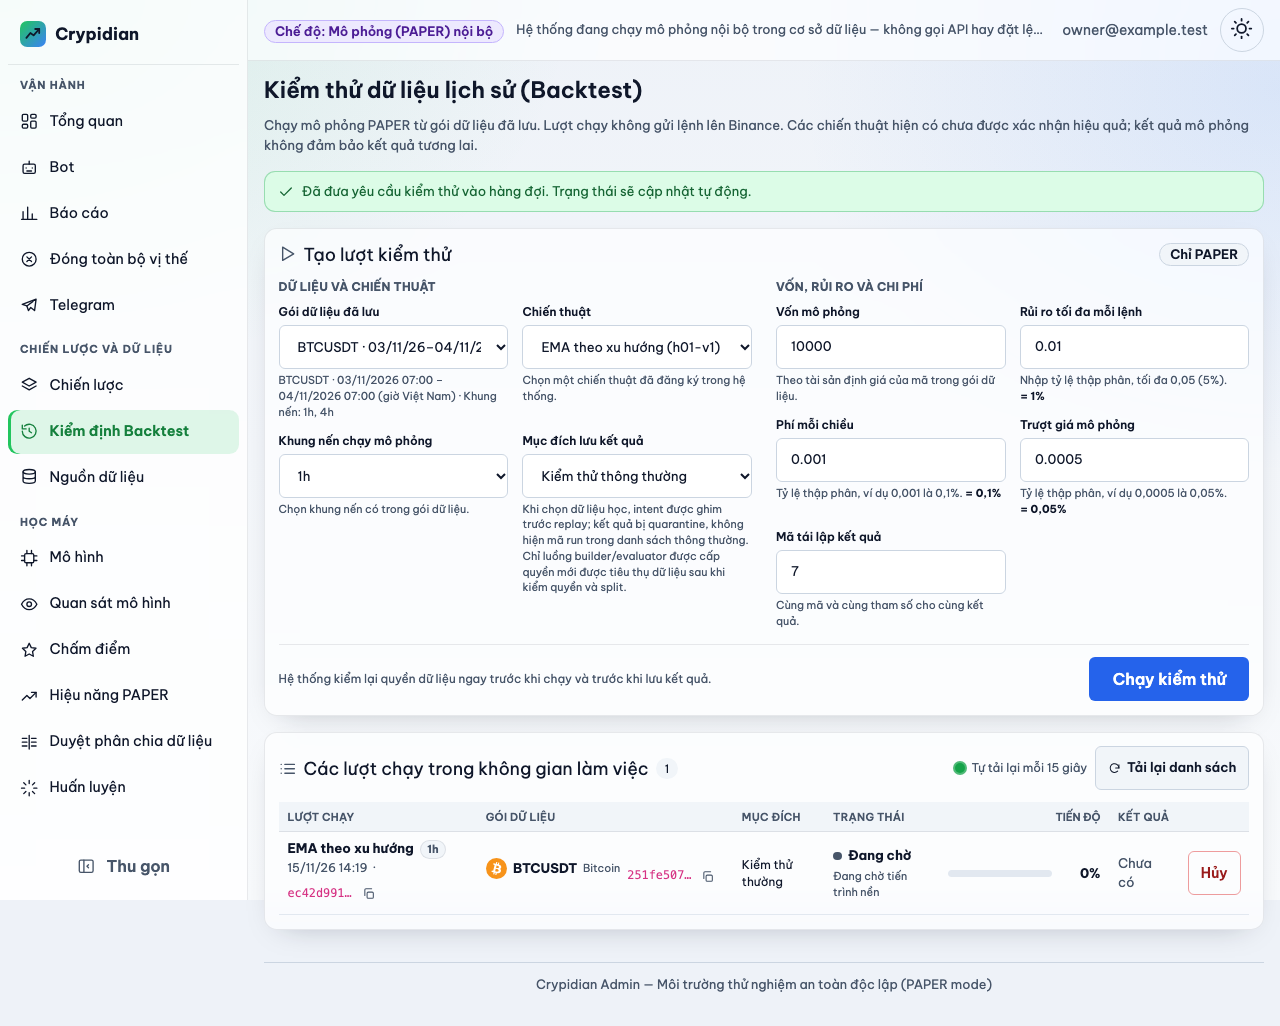 Crypidian
VẬN HÀNH
Tổng quan
Bot
Báo cáo
Đóng toàn bộ vị thế
Telegram
CHIẾN LƯỢC VÀ DỮ LIỆU
Chiến lược
Kiểm định Backtest
Nguồn dữ liệu
HỌC MÁY
Mô hình
Quan sát mô hình
Chấm điểm
Hiệu năng PAPER
Duyệt phân chia dữ liệu
Huấn luyện
Thu gọn
Chế độ: Mô phỏng (PAPER) nội bộ
Hệ thống đang chạy mô phỏng nội bộ trong cơ sở dữ liệu — không gọi API hay đặt lệ...
owner@example.test
Kiểm thử dữ liệu lịch sử (Backtest)
Chạy mô phỏng PAPER từ gói dữ liệu đã lưu. Lượt chạy không gửi lệnh lên Binance. Các chiến thuật hiện có chưa được xác nhận hiệu quả; kết quả mô phỏng
không đảm bảo kết quả tương lai.
Đã đưa yêu cầu kiểm thử vào hàng đợi. Trạng thái sẽ cập nhật tự động.
Tạo lượt kiểm thử
Chỉ PAPER
DỮ LIỆU VÀ CHIẾN THUẬT
Gói dữ liệu đã lưu
BTCUSDT · 03/11/26–04/11/2
BTCUSDT · 03/11/2026 07:00 –
04/11/2026 07:00 (giờ Việt Nam) · Khung
nến: 1h, 4h
Chiến thuật
EMA theo xu hướng (h01-v1)
Chọn một chiến thuật đã đăng ký trong hệ
thống.
Khung nến chạy mô phỏng
1h
Chọn khung nến có trong gói dữ liệu.
Mục đích lưu kết quả
Kiểm thử thông thường
Khi chọn dữ liệu học, intent được ghim
trước replay; kết quả bị quarantine, không
hiện mã run trong danh sách thông thường.
Chỉ luồng builder/evaluator được cấp
quyền mới được tiêu thụ dữ liệu sau khi
kiểm quyền và split.
VỐN, RỦI RO VÀ CHI PHÍ
Vốn mô phỏng
10000
Theo tài sản định giá của mã trong gói dữ
liệu.
Rủi ro tối đa mỗi lệnh
0.01
Nhập tỷ lệ thập phân, tối đa 0,05 (5%).
= 1%
Phí mỗi chiều
0.001
Tỷ lệ thập phân, ví dụ 0,001 là 0,1%. = 0,1%
Trượt giá mô phỏng
0.0005
Tỷ lệ thập phân, ví dụ 0,0005 là 0,05%.
= 0,05%
Mã tái lập kết quả
7
Cùng mã và cùng tham số cho cùng kết
quả.
Hệ thống kiểm lại quyền dữ liệu ngay trước khi chạy và trước khi lưu kết quả.
Chạy kiểm thử
Các lượt chạy trong không gian làm việc 1
Tự tải lại mỗi 15 giây
Tải lại danh sách
LƯỢT CHẠY GÓI DỮ LIỆU MỤC ĐÍCH TRẠNG THÁI TIẾN ĐỘ KẾT QUẢ
EMA theo xu hướng 1h
15/11/26 14:19 ·
ec42d991…
BTCUSDT Bitcoin 251fe507…
Kiểm thử
thường
Đang chờ
Đang chờ tiến
trình nền
0%
Chưa
có
Hủy
Crypidian Admin — Môi trường thử nghiệm an toàn độc lập (PAPER mode)